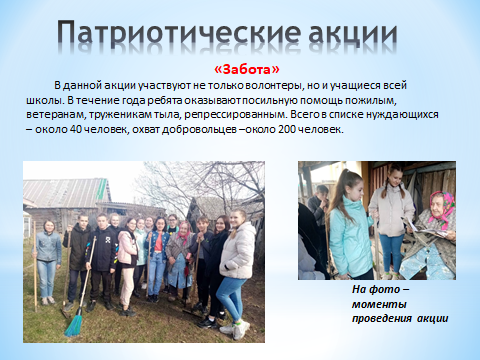 Патриотические акции
«Забота»
В данной акции участвуют не только волонтеры, но и учащиеся всей
школы. В течение года ребята оказывают посильную помощь пожилым,
ветеранам, труженикам тыла, репрессированным. Всего в списке нуждающихся
– около 40 человек, охват добровольцев –около 200 человек.
На фото –
моменты
проведения акции